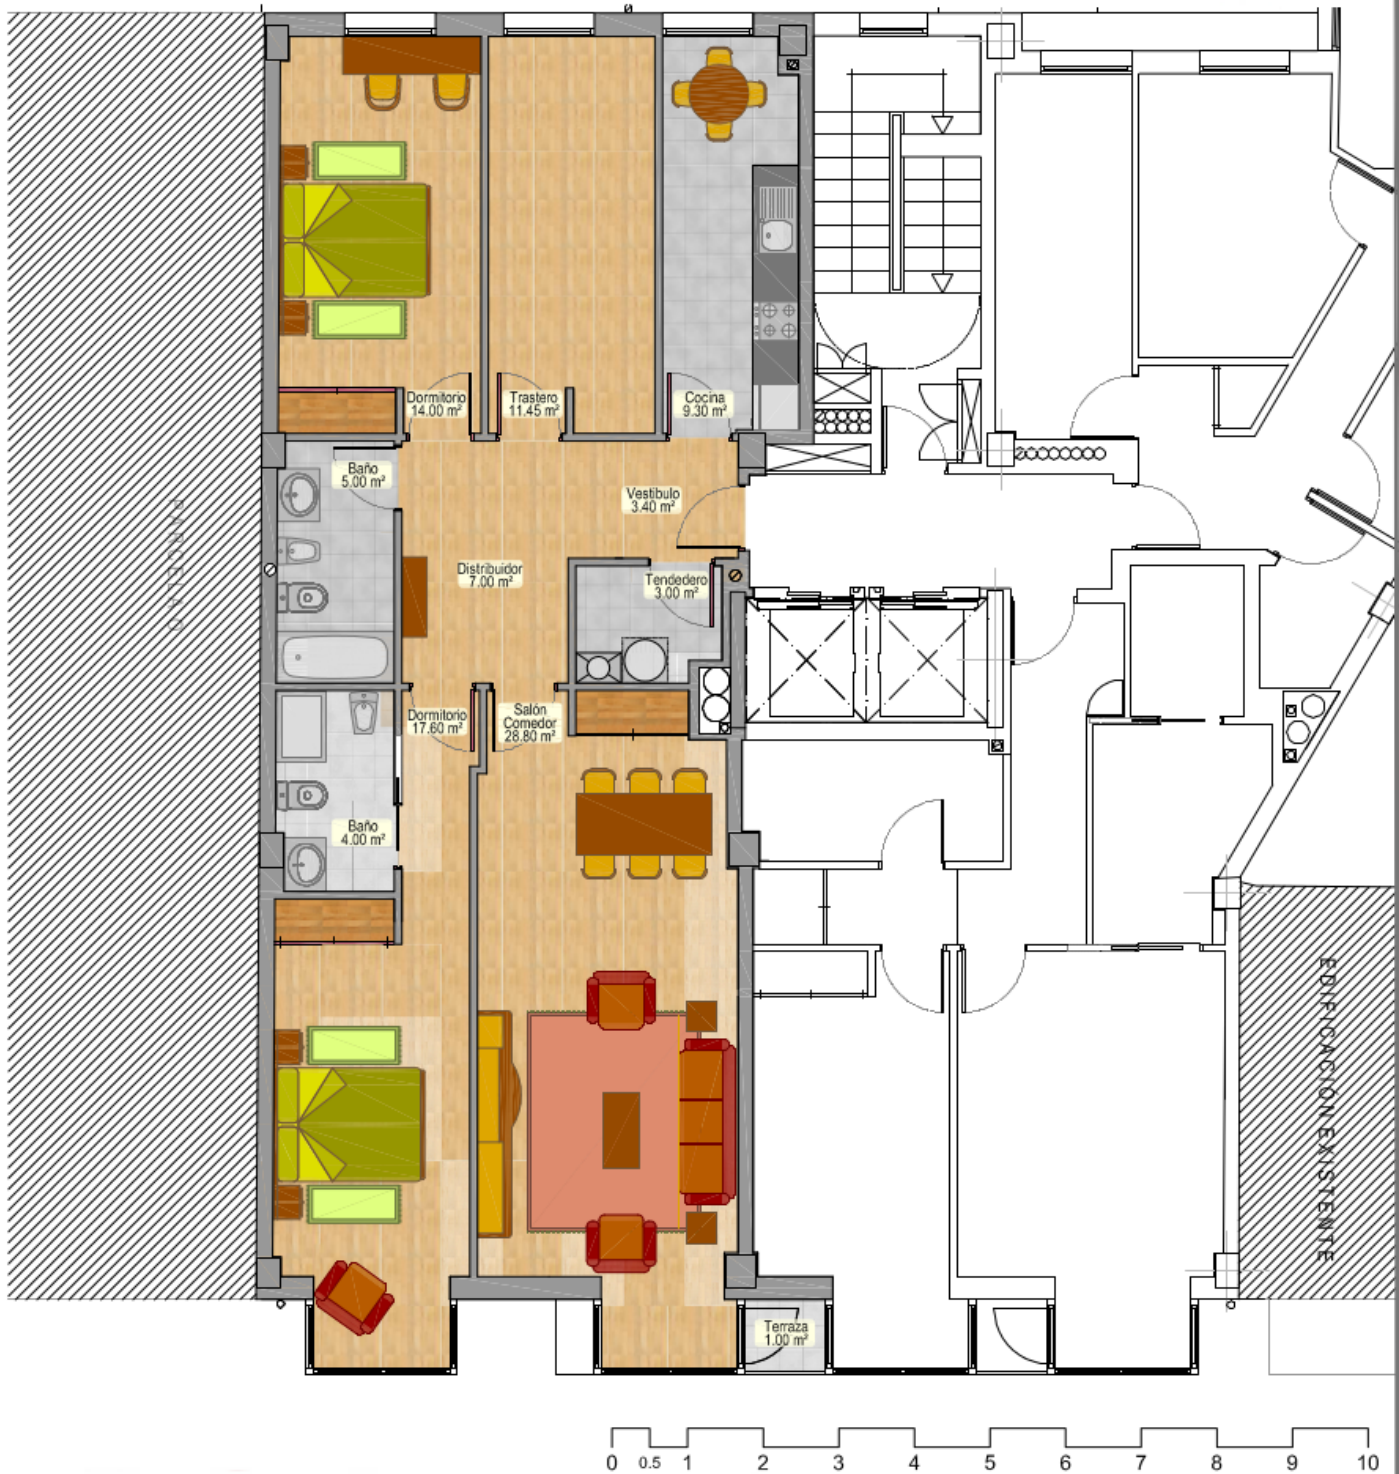 Dormitorio
14.00 m²
Trastero
11.45 m²
Cocina
9.30 m²
Baño
5.00 m²
Vestíbulo
3.40 m²
Distribuidor
7.00 m²
Tendedero
3.00 m²
Dormitorio
17.60 m²
Salón
Comedor
28.80 m²
Baño
4.00 m²
Terraza
1.00 m²
EDIFICACIÓN EXISTENTE
0 0.5 1 2 3 4 5 6 7 8 9 10